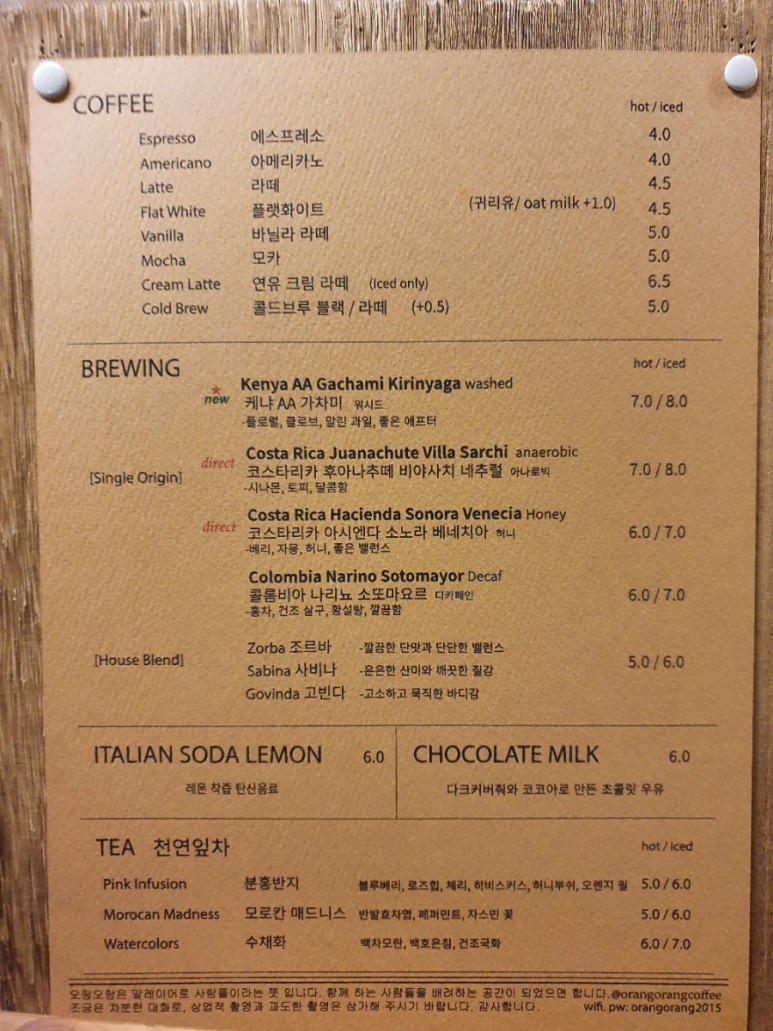 COFFEE hot / iced
Espresso 에스프레소 4.0
Americano 아메리카노 4.0
Latte 라떼 4.5
(귀리유/ oat milk +1.0)
Flat White 플랫화이트 4.5
Vanilla 바닐라 라떼 5.0
Mocha 모카 5.0
Cream Latte 연유 크림 라떼 (Iced only) 6.5
Cold Brew 콜드브루 블랙 / 라떼 (+0.5) 5.0
BREWING hot / iced
Kenya AA Gachami Kirinyaga washed
new 케냐 AA 가차미 워시드 7.0 / 8.0
-플로럴, 클로브, 말린 과일, 좋은 애프터
Costa Rica Juanachute Villa Sarchi anaerobic
direct 코스타리카 후아나추떼 비야사치 네추럴 아나로빅 7.0 / 8.0
[Single Origin]
-시나몬, 토피, 달콤함
Costa Rica Hacienda Sonora Venecia Honey
direct 코스타리카 아시엔다 소노라 베네치아 허니 6.0 / 7.0
-베리, 자몽, 허니, 좋은 밸런스
Colombia Narino Sotomayor Decaf
콜롬비아 나리뇨 소또마요르 디카페인 6.0 / 7.0
-홍차, 건조 살구, 황설탕, 깔끔함
Zorba 조르바 -깔끔한 단맛과 단단한 밸런스
[House Blend] Sabina 사비나 -은은한 산미와 깨끗한 질감 5.0 / 6.0
Govinda 고빈다 -고소하고 묵직한 바디감
ITALIAN SODA LEMON 6.0
레몬 착즙 탄산음료
CHOCOLATE MILK 6.0
다크커버춰와 코코아로 만든 초콜릿 우유
TEA 천연잎차 hot / iced
Pink Infusion 분홍반지 블루베리, 로즈힙, 체리, 히비스커스, 허니부쉬, 오렌지 필 5.0 / 6.0
Morocan Madness 모로칸 매드니스 반발효차엽, 페퍼민트, 자스민 꽃 5.0 / 6.0
Watercolors 수채화 백차모란, 백호은침, 건조국화 6.0 / 7.0
오랑오랑은 말레이어로 사람들이라는 뜻 입니다. 함께 하는 사람들을 배려하는 공간이 되었으면 합니다. @orangorangcoffee
조금은 차분한 대화로, 상업적 촬영과 과도한 촬영은 삼가해 주시기 바랍니다. 감사합니다. wifi. pw: orangorang2015